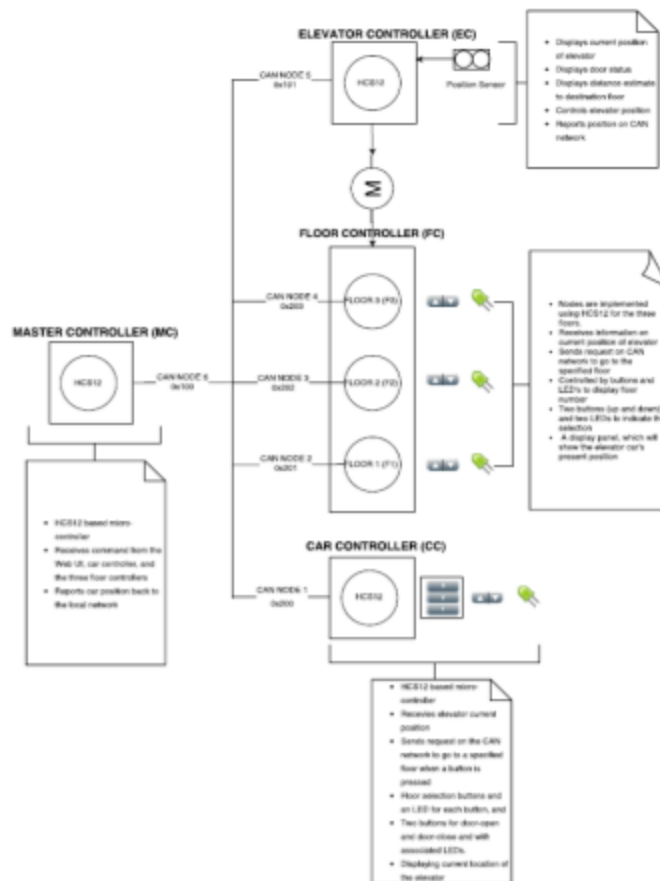 ELEVATOR CONTROLLER (EC)
CAN NODE 5
0x101
HCS12
Position Sensor
• Displays current position
of elevator
• Displays door status
• Displays distance estimate
to destination floor
• Controls elevator position
• Reports position on CAN
network
M
FLOOR CONTROLLER (FC)
CAN NODE 4
0x203
FLOOR 3 (F3)
CAN NODE 3
0x202
FLOOR 2 (F2)
CAN NODE 2
0x201
FLOOR 1 (F1)
• Nodes are implemented
using HCS12 for the three
floors.
• Receives information on
current position of elevator
• Sends request on CAN
network to go to the
specified floor
• Controlled by buttons and
LED's to display floor
number
• Two buttons (up and down)
and two LEDs to indicate the
selection
• A display panel, which will
show the elevator car's
present position
MASTER CONTROLLER (MC)
HCS12
CAN NODE
0x100
• HCS12 based micro-
controller
• Receives command from the
Web UI, car controller, and
the three floor controllers
• Reports car position back to
the local network
CAR CONTROLLER (CC)
CAN NODE 1
0x200
HCS12
• HCS12 based micro-
controller
• Receives elevator current
position
• Sends request on the CAN
network to go to a specified
floor when a button is
pressed
• Floor selection buttons and
an LED for each button, and
• Two buttons for door-open
and door-close and with
associated LEDs.
• Displaying current location of
the elevator